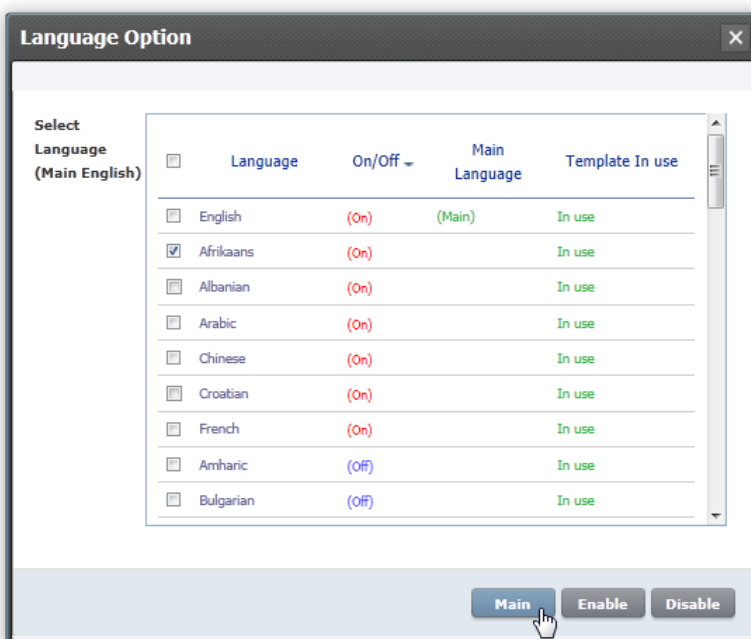 Language Option
Select
Language
(Main English)
Language On/Off Main Language Template In use
English (On) (Main) In use
Afrikaans (On) In use
Albanian (On) In use
Arabic (On) In use
Chinese (On) In use
Croatian (On) In use
French (On) In use
Amharic (Off) In use
Bulgarian (Off) In use
Main Enable Disable